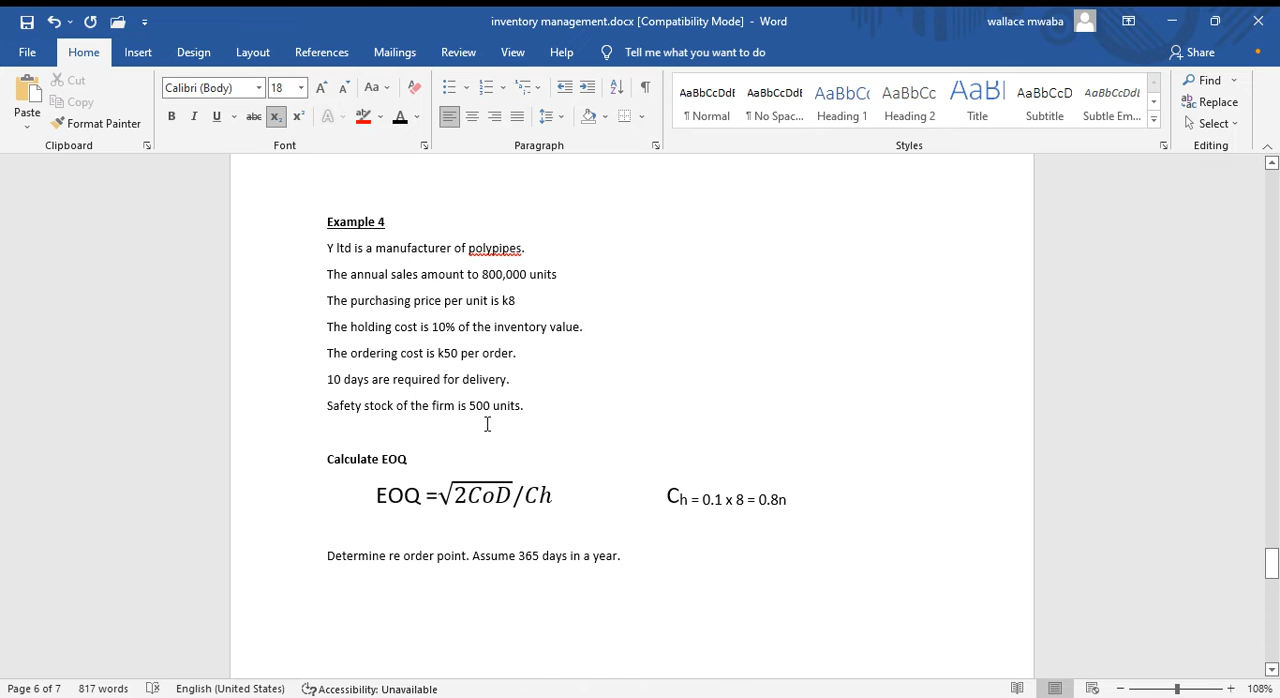 inventory management.docx [Compatibility Mode] - Word
wallace mwaba
File Home Insert Design Layout References Mailings Review View Help Tell me what you want to do Share
Paste
Cut
Copy
Format Painter
Clipboard
Calibri (Body) 18
Font
Paragraph
AaBbCcDdE AaBbCcDdE AaBbCc AaBbCc AaBl AaBbCcD AaBbCcDd
¶ Normal ¶ No Spac... Heading 1 Heading 2 Title Subtitle Subtle Em...
Styles
Find
Replace
Select
Editing
Example 4
Y ltd is a manufacturer of polypipes.
The annual sales amount to 800,000 units
The purchasing price per unit is k8
The holding cost is 10% of the inventory value.
The ordering cost is k50 per order.
10 days are required for delivery.
Safety stock of the firm is 500 units.
Calculate EOQ
EOQ =√2CoD/Ch Ch = 0.1 x 8 = 0.8n
Determine re order point. Assume 365 days in a year.
Page 6 of 7 817 words English (United States) Accessibility: Unavailable 108%